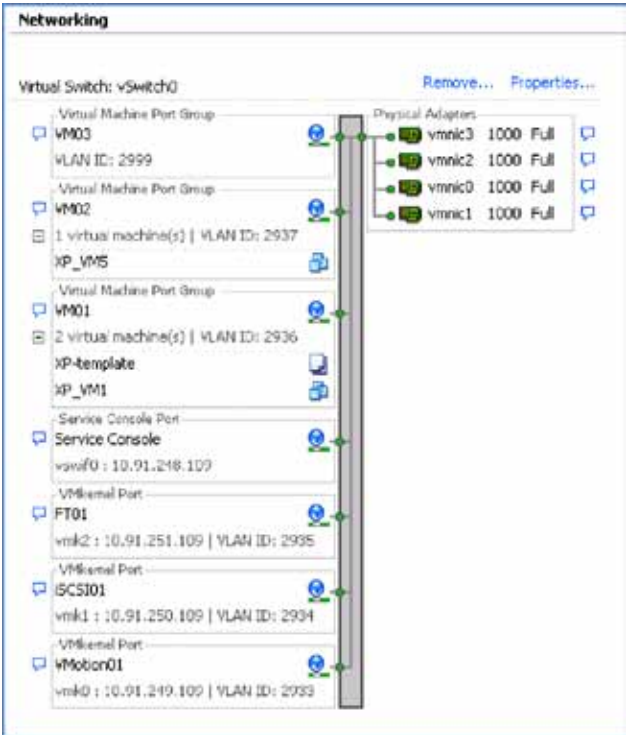 Networking
Virtual Switch: vSwitch0
Remove... Properties...
Virtual Machine Port Group
VM03
VLAN ID: 2999
Virtual Machine Port Group
VM02
1 virtual machine(s) | VLAN ID: 2937
XP_VM5
Virtual Machine Port Group
VM01
2 virtual machine(s) | VLAN ID: 2936
XP-template
XP_VM1
Service Console Port
Service Console
vswif0 : 10.91.248.109
VMkernel Port
FT01
vmk2 : 10.91.251.109 | VLAN ID: 2935
VMkernel Port
iSCSI01
vmk1 : 10.91.250.109 | VLAN ID: 2934
VMkernel Port
VMotion01
vmk0 : 10.91.249.109 | VLAN ID: 2933
Physical Adapters
vmnic3 1000 Full
vmnic2 1000 Full
vmnic0 1000 Full
vmnic1 1000 Full